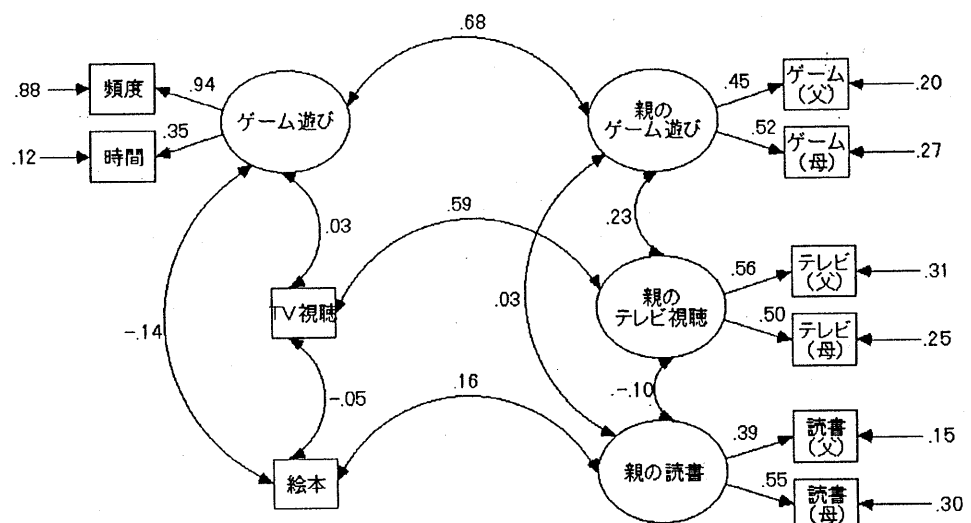 .68
.88
頻度
.94
ゲーム遊び
.12
時間
.35
親の
ゲーム遊び
.45
ゲーム
(父)
.20
.52
ゲーム
(母)
.27
.03
.59
.23
TV視聴
-.14
.03
親の
テレビ視聴
.56
テレビ
(父)
.31
.50
テレビ
(母)
.25
-.05
.16
.-.10
絵本
親の読書
.39
読書
(父)
.15
.55
読書
(母)
.30